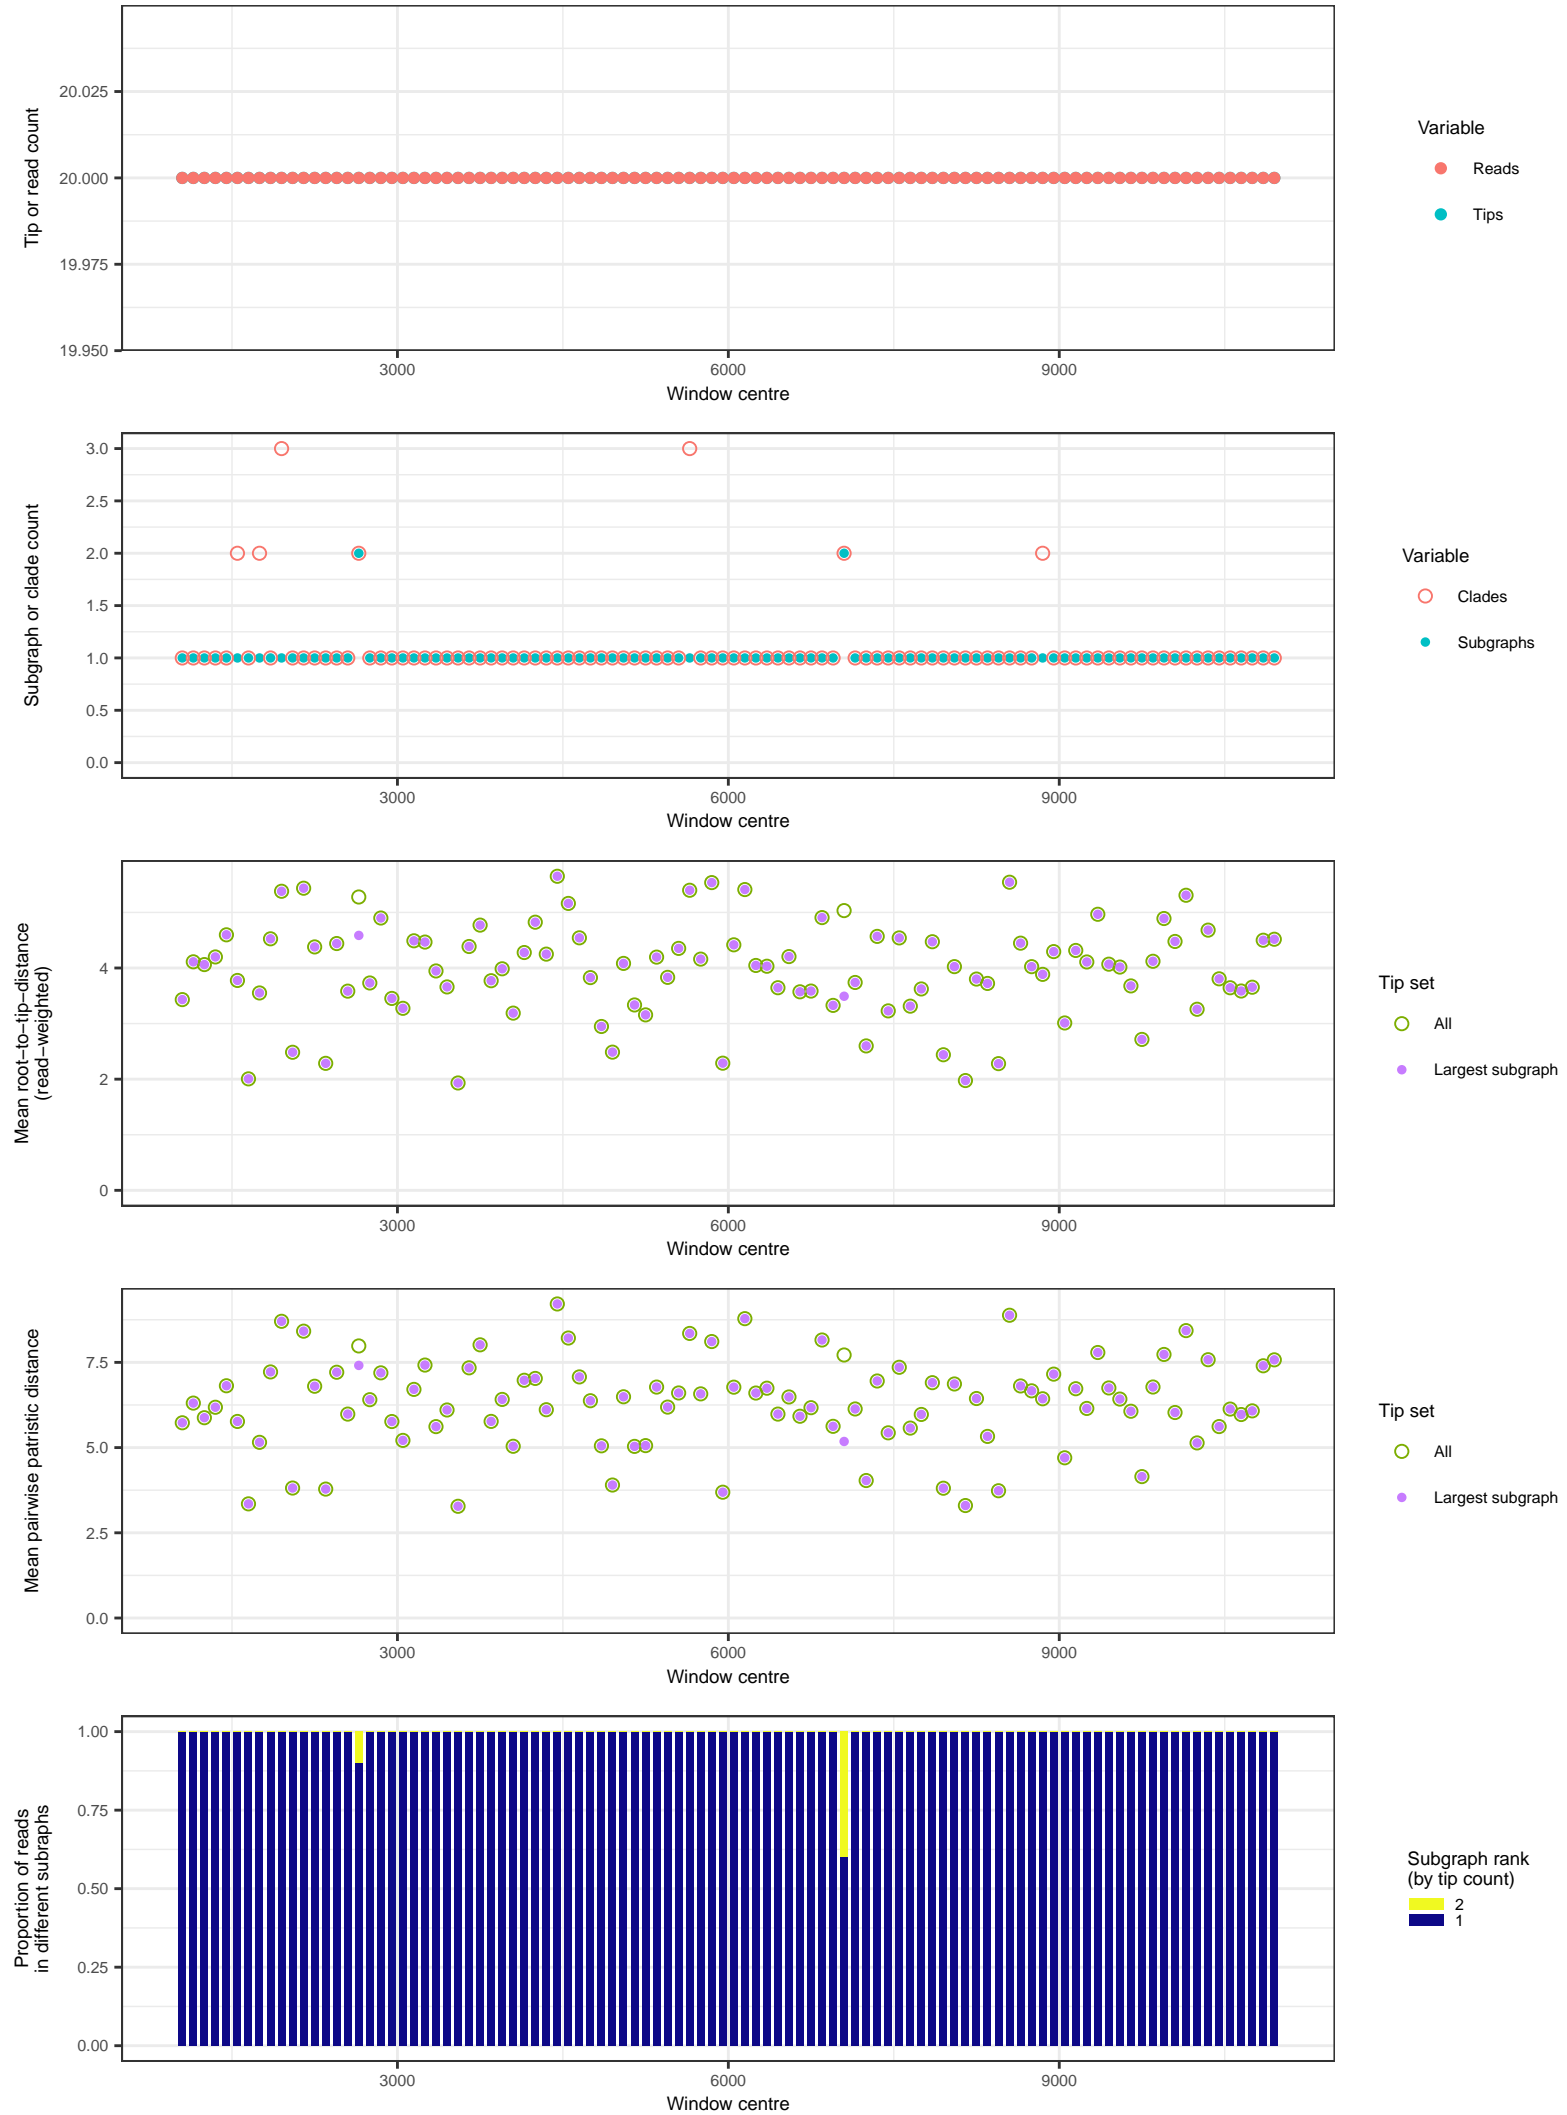 Tip or read count
20.025
20.000
19.975
19.950
3000 6000 9000
Window centre
Variable
Reads
Tips
Subgraph or clade count
3.0
2.5
2.0
1.5
1.0
0.5
0.0
3000 6000 9000
Window centre
Variable
Clades
Subgraphs
Mean root−to−tip−distance
(read−weighted)
4
2
0
3000 6000 9000
Window centre
Tip set
All
Largest subgraph
Mean pairwise patristic distance
7.5
5.0
2.5
0.0
3000 6000 9000
Window centre
Tip set
All
Largest subgraph
Proportion of reads
in different subraphs
1.00
0.75
0.50
0.25
0.00
3000 6000 9000
Window centre
Subgraph rank
(by tip count)
2
1